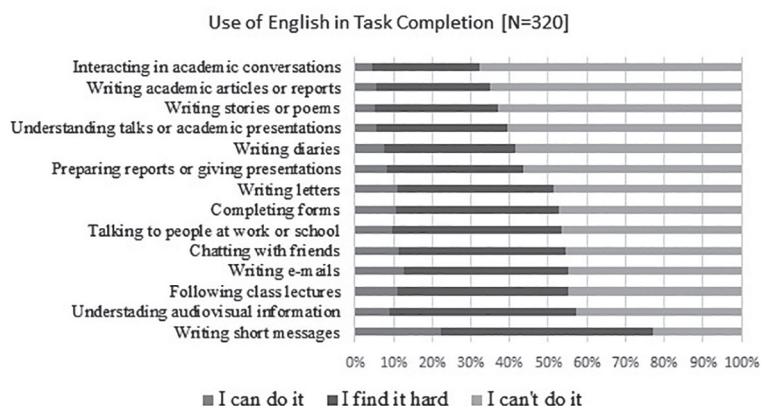 Use of English in Task Completion [N=320]
Interacting in academic conversations
Writing academic articles or reports
Writing stories or poems
Understanding talks or academic presentations
Writing diaries
Preparing reports or giving presentations
Writing letters
Completing forms
Talking to people at work or school
Chatting with friends
Writing e-mails
Following class lectures
Understading audiovisual information
Writing short messages
0% 10% 20% 30% 40% 50% 60% 70% 80% 90% 100%
I can do it I find it hard I can't do it